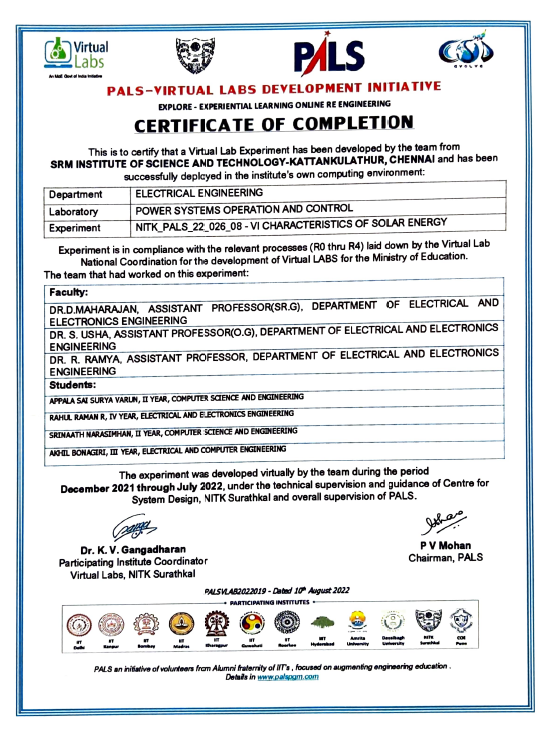 Virtual
Labs
An MoE Govt of India Initiative
PALS
CSD
EVOLVE
PALS-VIRTUAL LABS DEVELOPMENT INITIATIVE
EXPLORE - EXPERIENTIAL LEARNING ONLINE RE ENGINEERING
CERTIFICATE OF COMPLETION
This is to certify that a Virtual Lab Experiment has been developed by the team from
SRM INSTITUTE OF SCIENCE AND TECHNOLOGY-KATTANKULATHUR, CHENNAI and has been
successfully deployed in the institute's own computing environment:
Department ELECTRICAL ENGINEERING
Laboratory POWER SYSTEMS OPERATION AND CONTROL
Experiment NITK_PALS_22_026_08 - VI CHARACTERISTICS OF SOLAR ENERGY
Experiment is in compliance with the relevant processes (R0 thru R4) laid down by the Virtual Lab
National Coordination for the development of Virtual LABS for the Ministry of Education.
The team that had worked on this experiment:
Faculty:
DR.D.MAHARAJAN, ASSISTANT PROFESSOR(SR.G), DEPARTMENT OF ELECTRICAL AND
ELECTRONICS ENGINEERING
DR. S. USHA, ASSISTANT PROFESSOR(O.G), DEPARTMENT OF ELECTRICAL AND ELECTRONICS
ENGINEERING
DR. R. RAMYA, ASSISTANT PROFESSOR, DEPARTMENT OF ELECTRICAL AND ELECTRONICS
ENGINEERING
Students:
APPALA SAI SURYA VARUN, II YEAR, COMPUTER SCIENCE AND ENGINEERING
RAHUL RAMAN R, IV YEAR, ELECTRICAL AND ELECTRONICS ENGINEERING
SRINAATH NARASIMHAN, II YEAR, COMPUTER SCIENCE AND ENGINEERING
AKHIL BONAGIRI, III YEAR, ELECTRICAL AND COMPUTER ENGINEERING
The experiment was developed virtually by the team during the period
December 2021 through July 2022, under the technical supervision and guidance of Centre for
System Design, NITK Surathkal and overall supervision of PALS.
Dr. K. V. Gangadharan
Participating Institute Coordinator
Virtual Labs, NITK Surathkal
P V Mohan
Chairman, PALS
PALSVLAB2022019 - Dated 10th August 2022
• PARTICIPATING INSTITUTES •
IIT Delhi
IIT Kanpur
IIT Bombay
IIT Madras
IIT Kharagpur
IIT Guwahati
IIT Roorkee
IIIT Hyderabad
Amrita University
Dayalbagh University
NITK Surathkal
COE Pune
PALS an initiative of volunteers from Alumni fraternity of IIT's , focused on augmenting engineering education .
Details in www.palspgm.com